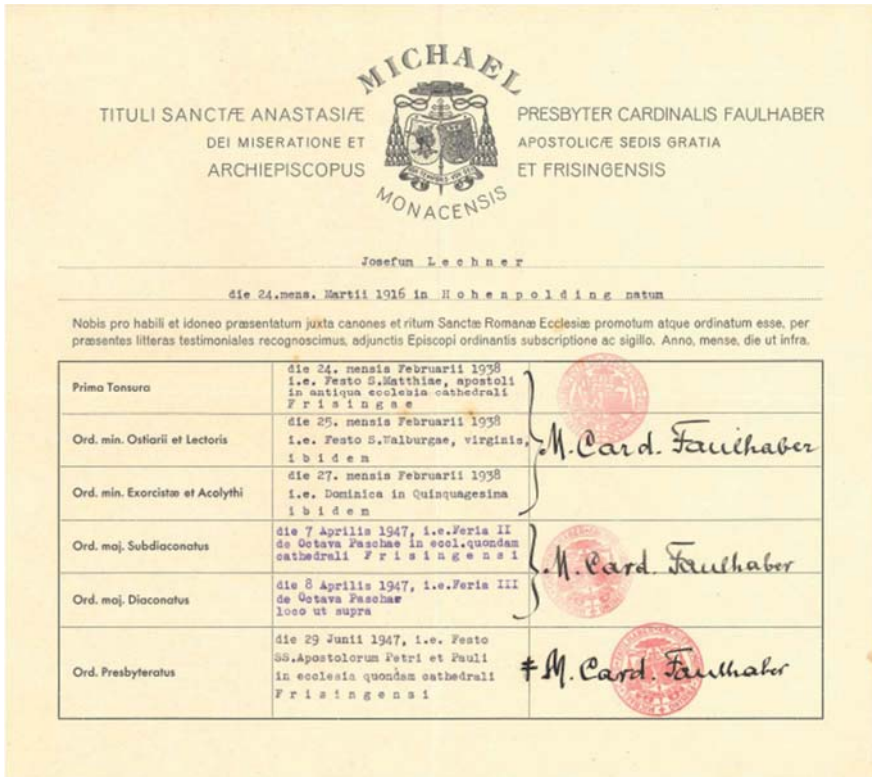 MICHAEL
TITULI SANCTÆ ANASTASIÆ PRESBYTER CARDINALIS FAULHABER
DEI MISERATIONE ET APOSTOLICÆ SEDIS GRATIA
ARCHIEPISCOPUS ET FRISINGENSIS
MONACENSIS
Josefum L e c h n e r
die 24.mens. Martii 1916 in H o h e n p o l d i n g natum
Nobis pro habili et idoneo præsentatum juxta canones et ritum Sanctæ Romanæ Ecclesiæ promotum atque ordinatum esse, per
præsentes litteras testimoniales recognoscimus, adjunctis Episcopi ordinantis subscriptione ac sigillo. Anno, mense, die ut infra.
Prima Tonsura
die 24. mensis Februarii 1938
i.e. Festo S.Matthiae, apostoli
in antiqua ecclesia cathedrali
F r i s i n g a e
Ord. min. Ostiarii et Lectoris
die 25. mensis Februarii 1938
i.e. Festo S.Walburgae, virginis,
i b i d e m
M. Card. Faulhaber
Ord. min. Exorcistæ et Acolythi
die 27. mensis Februarii 1938
i.e. Dominica in Quinquagesima
i b i d e m
Ord. maj. Subdiaconatus
die 7 Aprilis 1947, i.e.Feria II
de Octava Paschae in eccl.quondam
cathedrali F r i s i n g e n s i
M. Card. Faulhaber
Ord. maj. Diaconatus
die 8 Aprilis 1947, i.e.Feria III
de Octava Paschae
loco ut supra
Ord. Presbyteratus
die 29 Junii 1947, i.e. Festo
SS.Apostolorum Petri et Pauli
in ecclesia quondam cathedrali
F r i s i n g e n s i
‡ M. Card. Faulhaber